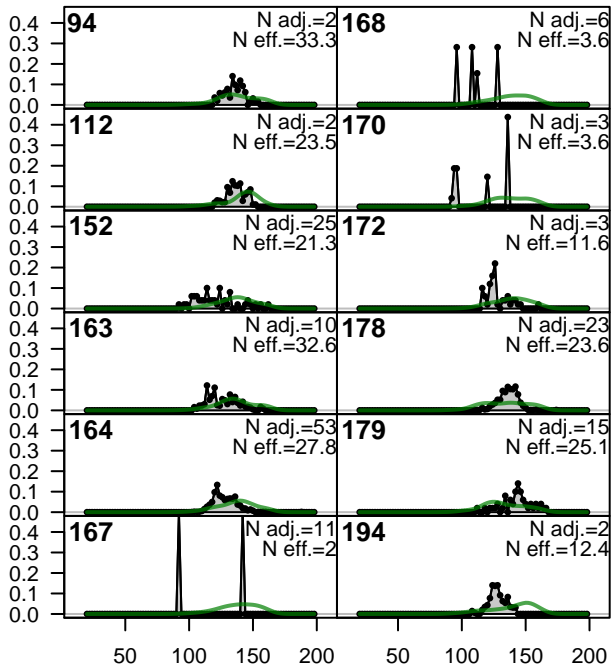 94
N adj.=2
N eff.=33.3
168
N adj.=6
N eff.=3.6
112
N adj.=2
N eff.=23.5
170
N adj.=3
N eff.=3.6
152
N adj.=25
N eff.=21.3
172
N adj.=3
N eff.=11.6
163
N adj.=10
N eff.=32.6
178
N adj.=23
N eff.=23.6
164
N adj.=53
N eff.=27.8
179
N adj.=15
N eff.=25.1
167
N adj.=11
N eff.=2
194
N adj.=2
N eff.=12.4
0.4
0.3
0.2
0.1
0.0
0.4
0.3
0.2
0.1
0.0
0.4
0.3
0.2
0.1
0.0
0.4
0.3
0.2
0.1
0.0
0.4
0.3
0.2
0.1
0.0
0.4
0.3
0.2
0.1
0.0
50 100 150 200 50 100 150 200